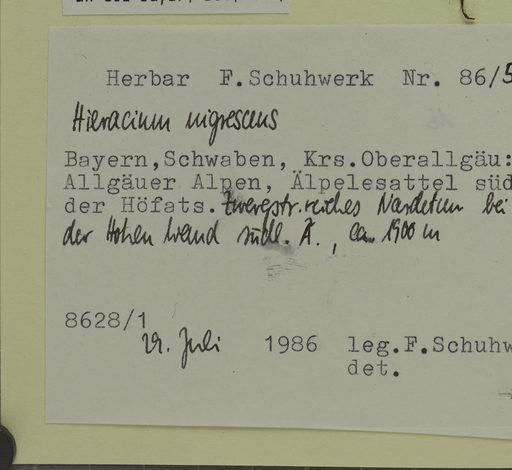 Herbar F.Schuhwerk Nr. 86/5
Hieracium nigrescens
Bayern,Schwaben, Krs.Oberallgäu:
Allgäuer Alpen, Älpelesattel süd
der Höfats. Zwergstr.reiches Nardetum bei
der Hohen Wand südl. Ä., ca. 1900 m
8628/1
29. Juli 1986 leg.F.Schuhw
det.